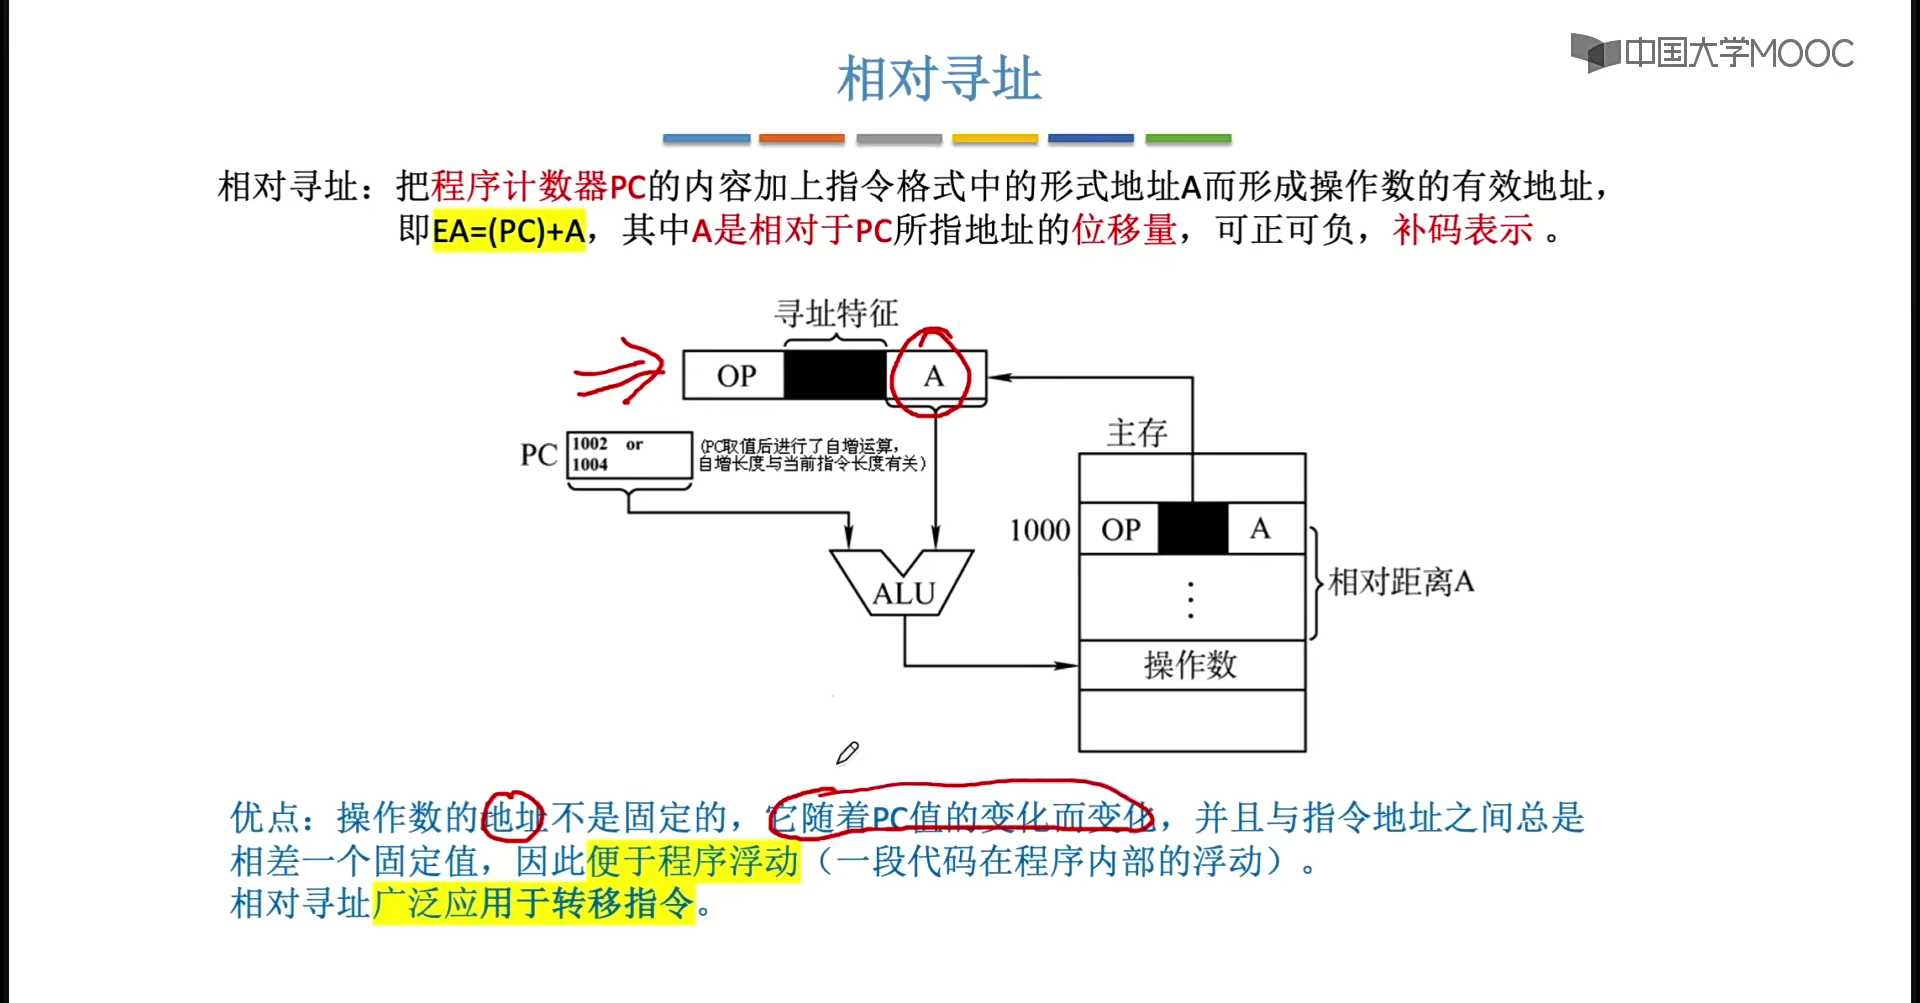 中国大学MOOC
相对寻址
相对寻址：把程序计数器PC的内容加上指令格式中的形式地址A而形成操作数的有效地址，
即EA=(PC)+A，其中A是相对于PC所指地址的位移量，可正可负，补码表示 。
寻址特征
OP A
PC 1002 or
1004
(PC取值后进行了自增运算，
自增长度与当前指令长度有关)
主存
1000 OP A
ALU
⋮
相对距离A
操作数
优点：操作数的地址不是固定的，它随着PC值的变化而变化，并且与指令地址之间总是
相差一个固定值，因此便于程序浮动（一段代码在程序内部的浮动）。
相对寻址广泛应用于转移指令。